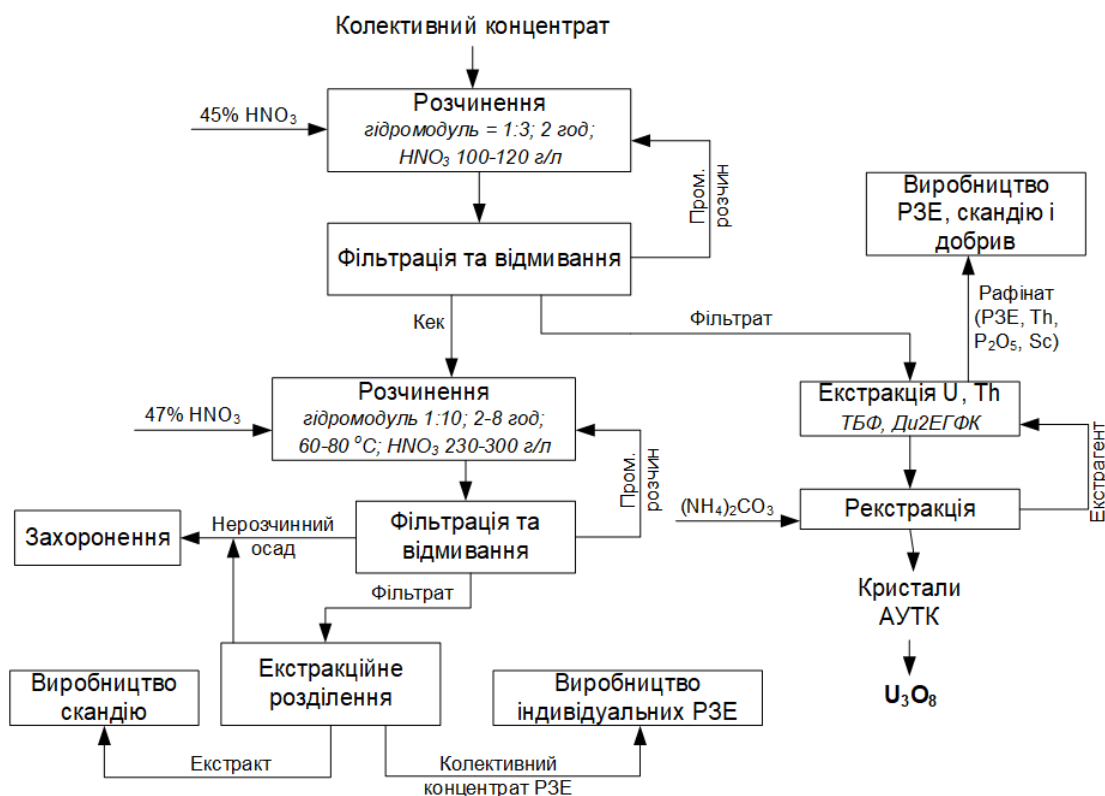 Колективний концентрат
45% HNO₃
Розчинення
гідромодуль = 1:3; 2 год;
HNO₃ 100-120 г/л
Пром.
розчин
Фільтрація та відмивання
Кек
Фільтрат
Виробництво
РЗЕ, скандію і
добрив
Рафінат
(РЗЕ, Th,
P₂O₅, Sc)
Екстракція U, Th
ТБФ, Ди2ЕГФК
Екстрагент
(NH₄)₂CO₃
Рекстракція
Кристали
АУТК
U₃O₈
47% HNO₃
Розчинення
гідромодуль 1:10; 2-8 год;
60-80 °C; HNO₃ 230-300 г/л
Пром.
розчин
Фільтрація та
відмивання
Нерозчинний
осад
Захоронення
Фільтрат
Екстракційне
розділення
Виробництво
скандію
Виробництво
індивідуальних РЗЕ
Екстракт
Колективний
концентрат РЗЕ